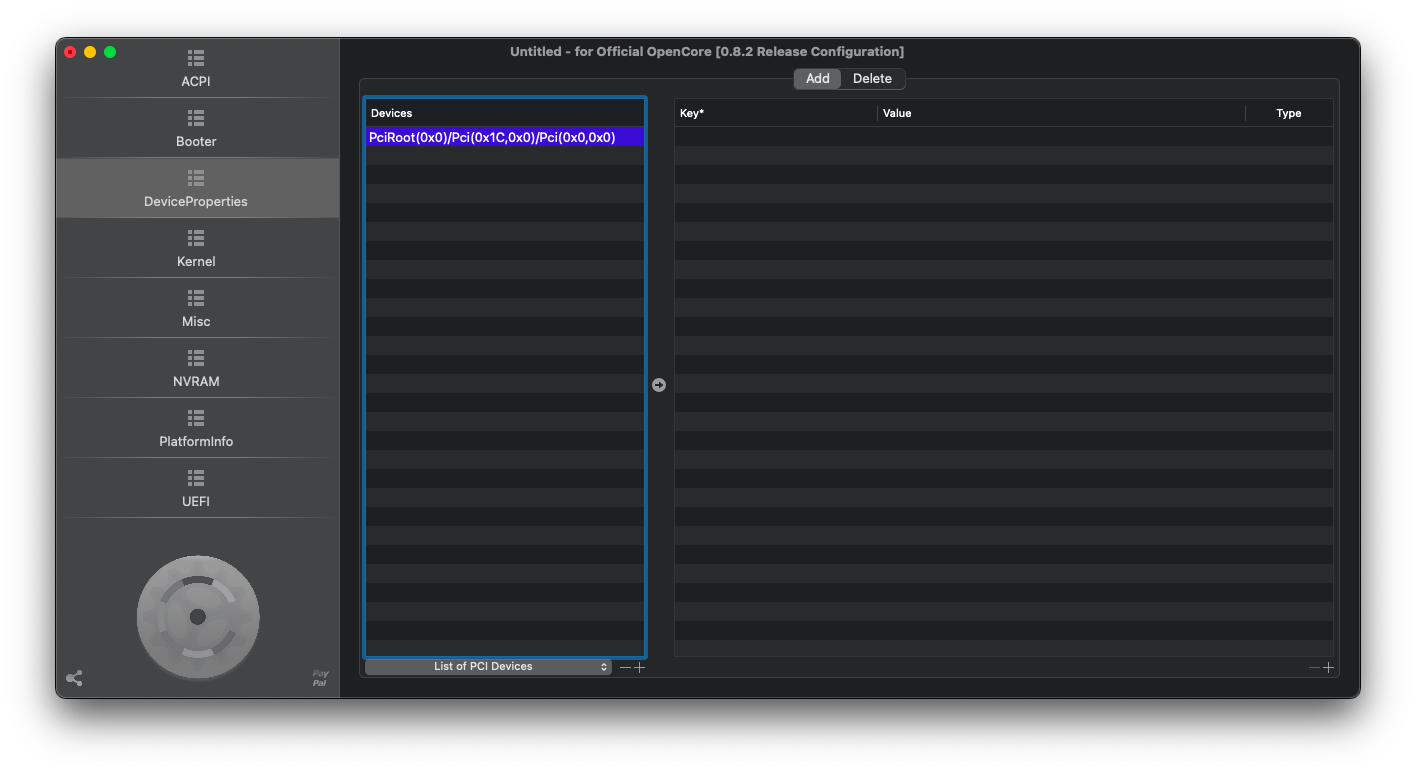 Untitled - for Official OpenCore [0.8.2 Release Configuration]
ACPI
Booter
DeviceProperties
Kernel
Misc
NVRAM
PlatformInfo
UEFI
Pay
Pal
Add Delete
Devices
PciRoot(0x0)/Pci(0x1C,0x0)/Pci(0x0,0x0)
List of PCI Devices
Key* Value Type